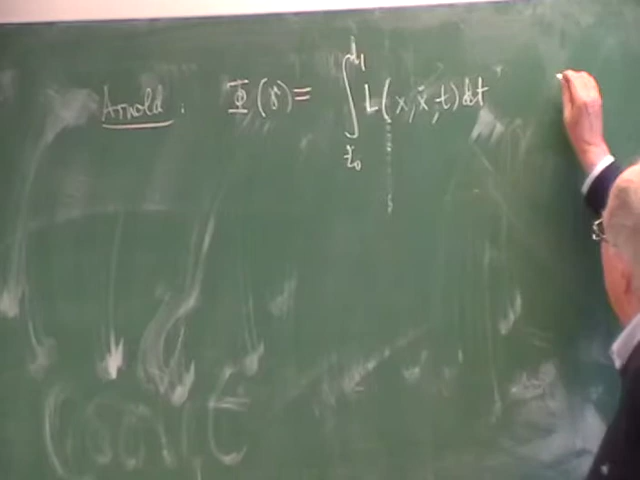 Arnold : Φ(γ) = ∫_{t₀}^{t₁} L(x, ẋ, t) dt